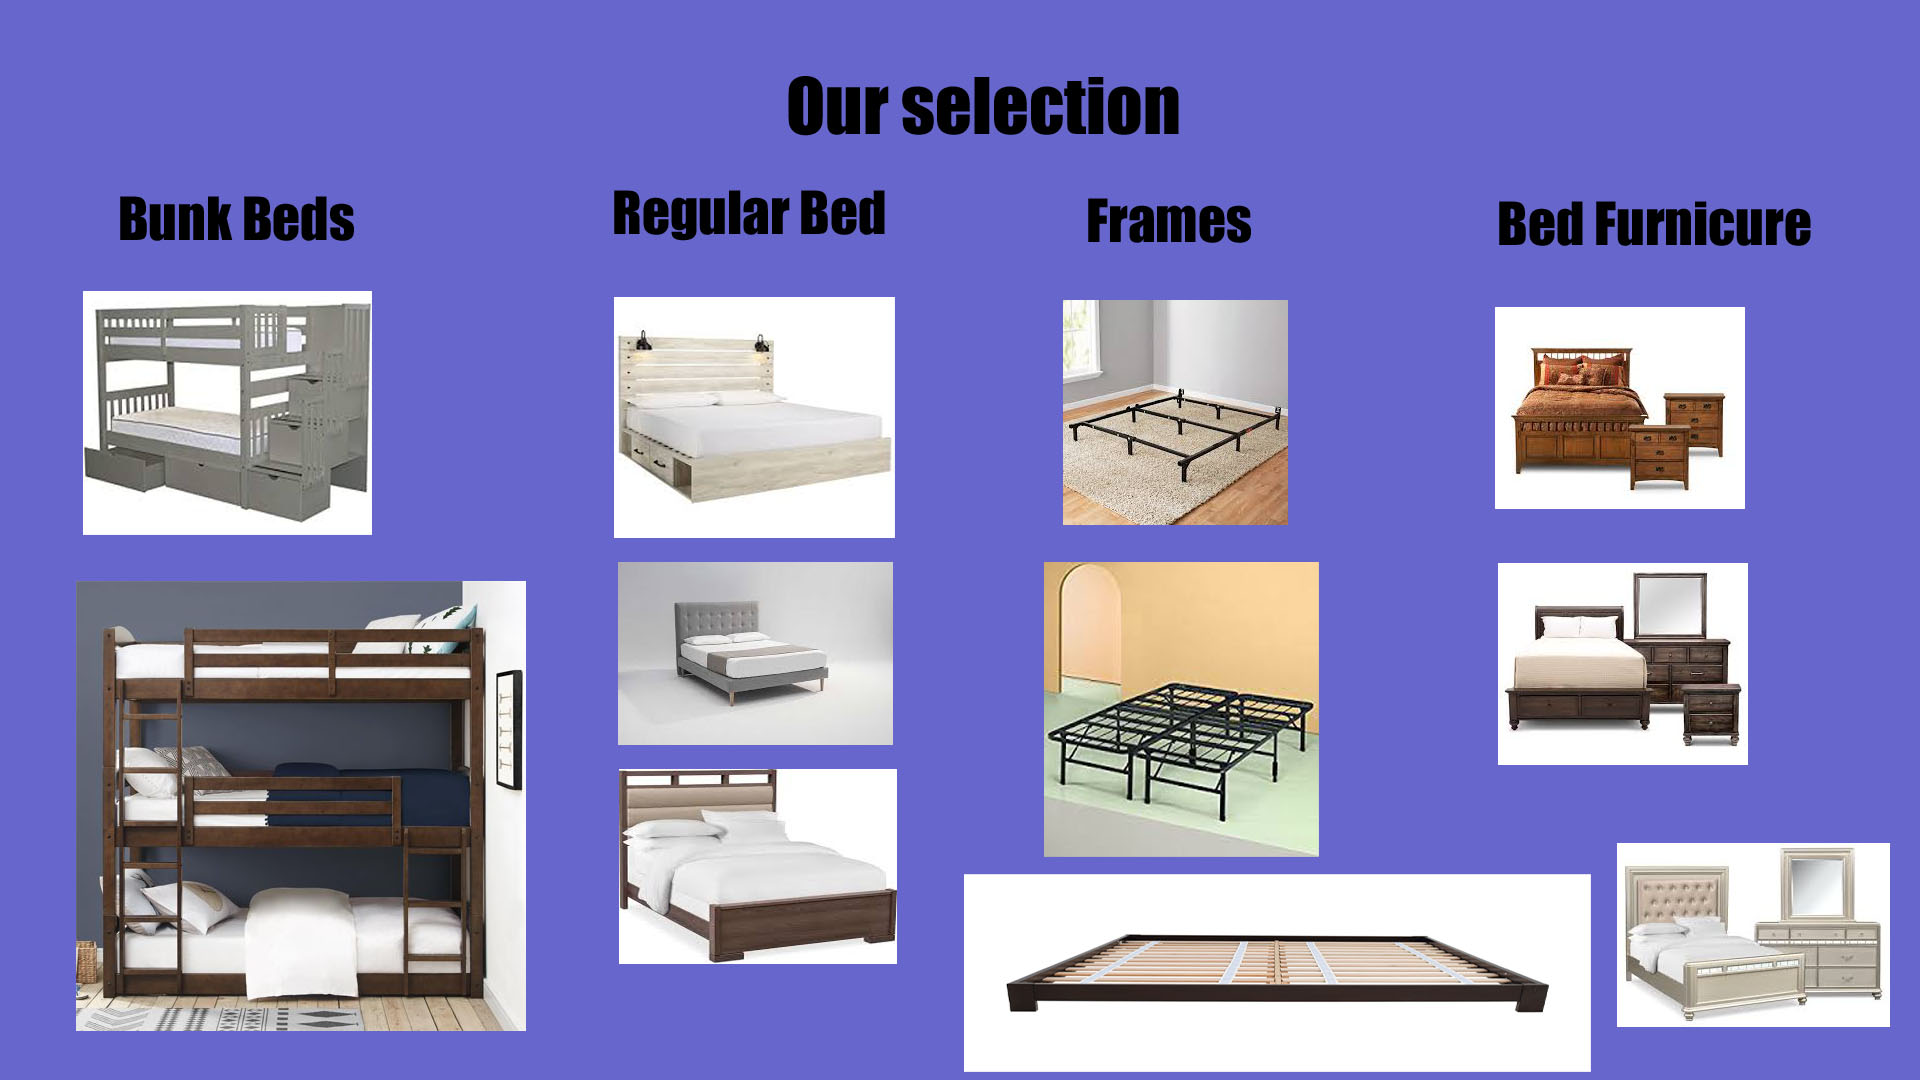 Our selection
Bunk Beds
Regular Bed
Frames
Bed Furnicure